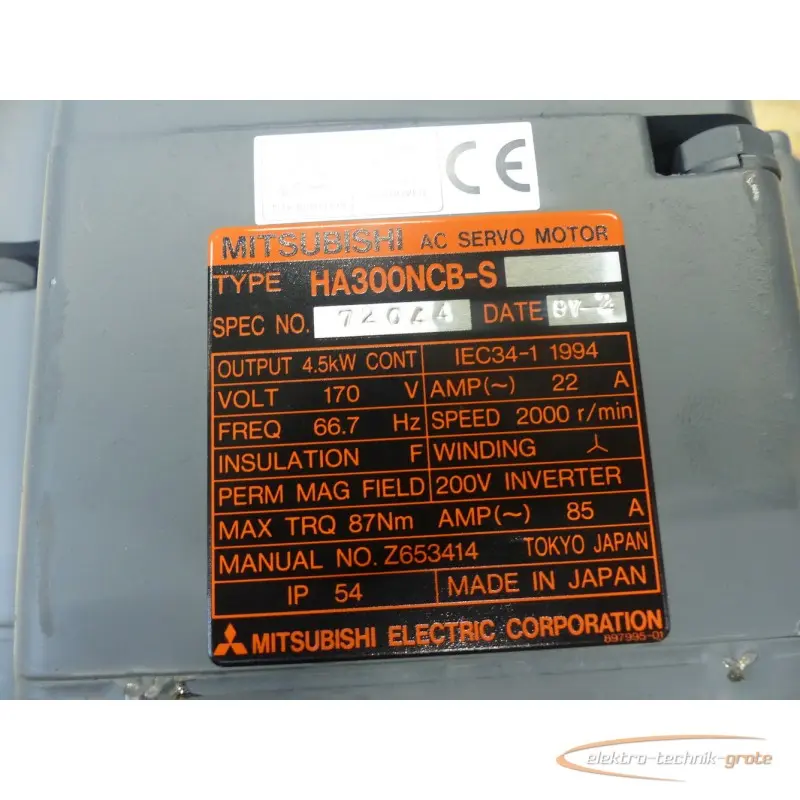 CE
MITSUBISHI AC SERVO MOTOR
TYPE HA300NCB-S
SPEC NO. DATE
OUTPUT 4.5kW CONT IEC34-1 1994
VOLT 170 V AMP(~) 22 A
FREQ 66.7 Hz SPEED 2000 r/min
INSULATION F WINDING
PERM MAG FIELD 200V INVERTER
MAX TRQ 87Nm AMP(~) 85 A
MANUAL NO. Z653414 TOKYO JAPAN
IP 54 MADE IN JAPAN
MITSUBISHI ELECTRIC CORPORATION
897995-01
elektro-technik-grote